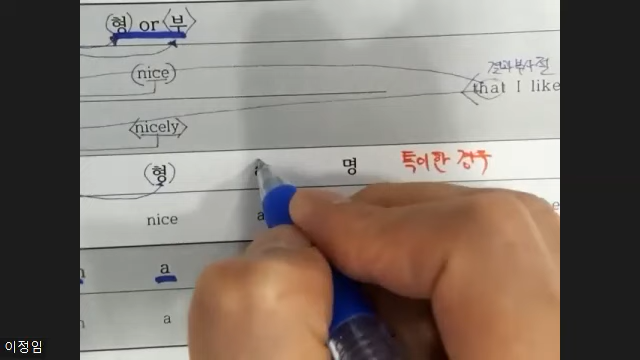 (형) or <부>
결과부사절
(nice)
<that I like
<nicely>
(형) 명 특이한 경우
nice a
a
a
이정임